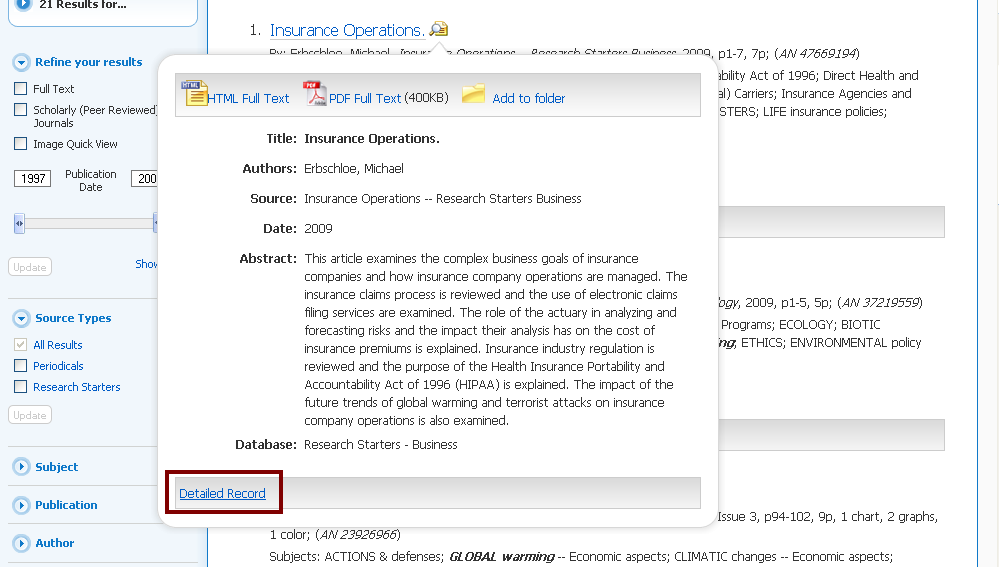 21 Results for...
Refine your results
Full Text
Scholarly (Peer Reviewed)
Journals
Image Quick View
1997
Publication
Date
200
Update
Show
Source Types
All Results
Periodicals
Research Starters
Update
Subject
Publication
Author
1. Insurance Operations.
By: Erbschloe, Michael. Insurance Operations -- Research Starters Business, 2009, p1-7, 7p; (AN 47669194)
bility Act of 1996; Direct Health and
al) Carriers; Insurance Agencies and
STERS; LIFE insurance policies;
HTML Full Text
PDF Full Text (400KB)
Add to folder
Title: Insurance Operations.
Authors: Erbschloe, Michael
Source: Insurance Operations -- Research Starters Business
Date: 2009
Abstract: This article examines the complex business goals of insurance
companies and how insurance company operations are managed. The
insurance claims process is reviewed and the use of electronic claims
filing services are examined. The role of the actuary in analyzing and
forecasting risks and the impact their analysis has on the cost of
insurance premiums is explained. Insurance industry regulation is
reviewed and the purpose of the Health Insurance Portability and
Accountability Act of 1996 (HIPAA) is explained. The impact of the
future trends of global warming and terrorist attacks on insurance
company operations is also examined.
Database: Research Starters - Business
Detailed Record
logy, 2009, p1-5, 5p; (AN 37219559)
Programs; ECOLOGY; BIOTIC
ng; ETHICS; ENVIRONMENTAL policy
Issue 3, p94-102, 9p, 1 chart, 2 graphs,
1 color; (AN 23926966)
Subjects: ACTIONS & defenses; GLOBAL warming -- Economic aspects; CLIMATIC changes -- Economic aspects;